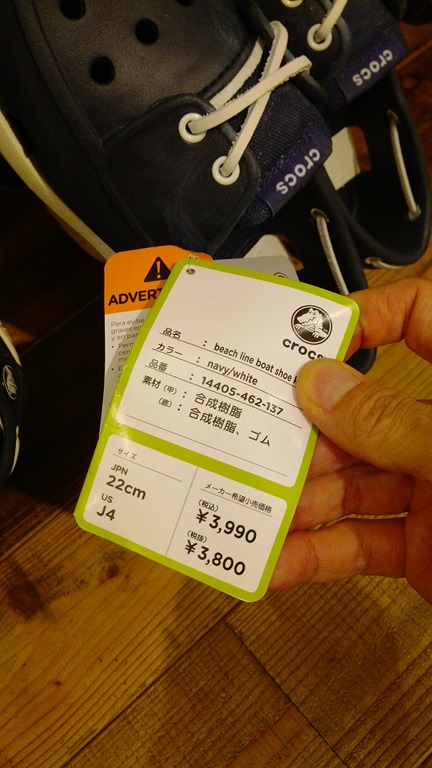 crocs
crocs
ADVERT
Para evitar
graves en
y en par
crocs
品名 : beach line boat shoe
カラー : navy/white
品番 : 14405-462-137
素材 (甲) : 合成樹脂
(底) : 合成樹脂、ゴム
サイズ
JPN
22cm
US
J4
メーカー希望小売価格
(税込)
¥3,990
(税抜)
¥3,800